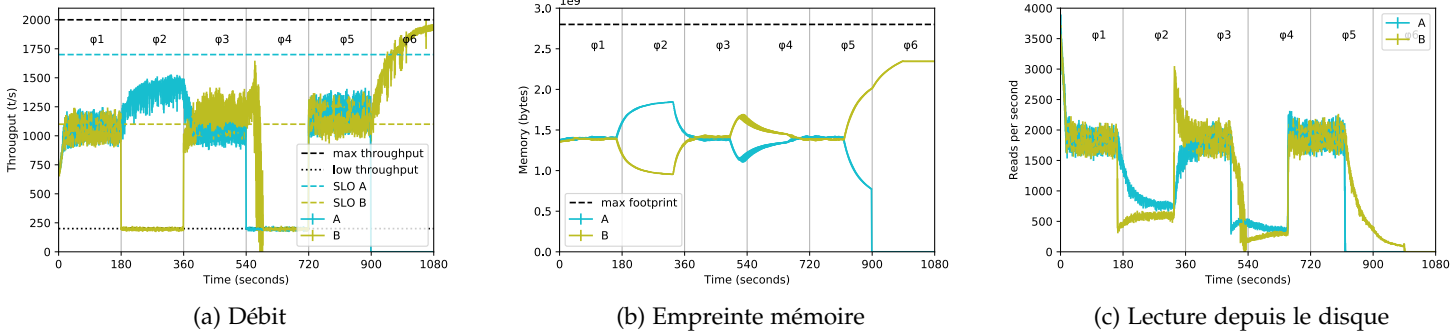 2000
1750
1500
1250
1000
750
500
250
0
Throughput (t/s)
φ1 φ2 φ3 φ4 φ5 φ6
max throughput
low throughput
SLO A
SLO B
A
B
0 180 360 540 720 900 1080
Time (seconds)
(a) Débit
1e9
3.0
2.5
2.0
1.5
1.0
0.5
0.0
Memory (bytes)
φ1 φ2 φ3 φ4 φ5 φ6
max footprint
A
B
0 180 360 540 720 900 1080
Time (seconds)
(b) Empreinte mémoire
4000
3500
3000
2500
2000
1500
1000
500
0
Reads per second
φ1 φ2 φ3 φ4 φ5 φ6
A
B
0 180 360 540 720 900 1080
Time (seconds)
(c) Lecture depuis le disque